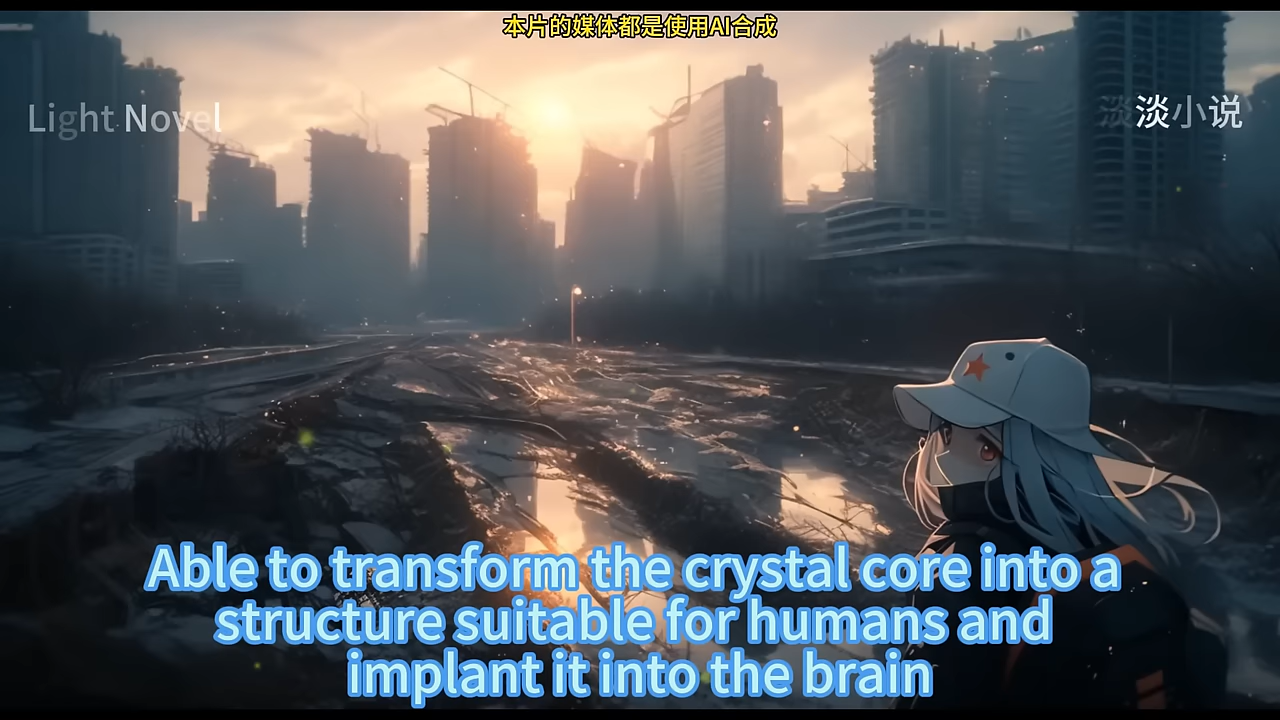 本片的媒体都是使用AI合成
Light Novel
淡淡小说
Able to transform the crystal core into a
structure suitable for humans and
implant it into the brain